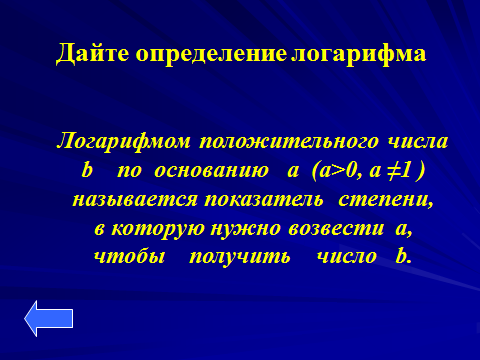 Дайте определение логарифма
Логарифмом положительного числа
b по основанию a (a>0, a ≠1 )
называется показатель степени,
в которую нужно возвести a,
чтобы получить число b.